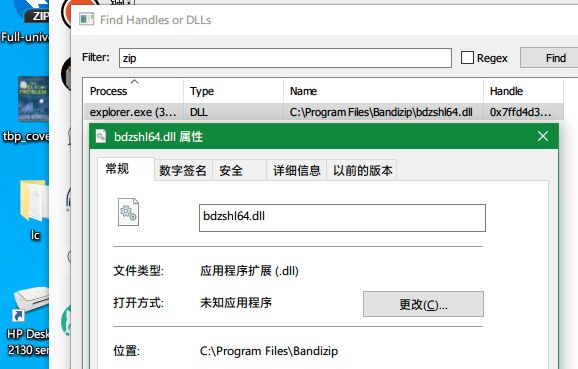 ZIP
Find Handles or DLLs
Full-univ
Filter: zip Regex Find
Process Type Name Handle
explorer.exe (3... DLL C:\Program Files\Bandizip\bdzshl64.dll 0x7ffd4d3...
tbp_cove
bdzshl64.dll 属性
常规 数字签名 安全 详细信息 以前的版本
bdzshl64.dll
lc
文件类型: 应用程序扩展 (.dll)
打开方式: 未知应用程序 更改(C)...
HP Desk
2130 ser
位置: C:\Program Files\Bandizip